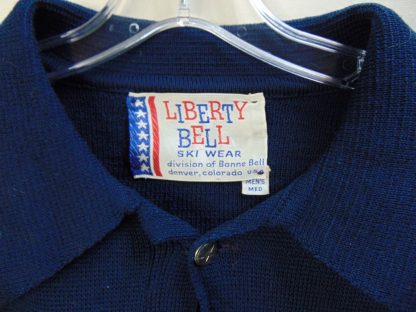 LIBERTY
BELL
SKI WEAR
division of Bonne Bell
denver, colorado
MEN'S
MED